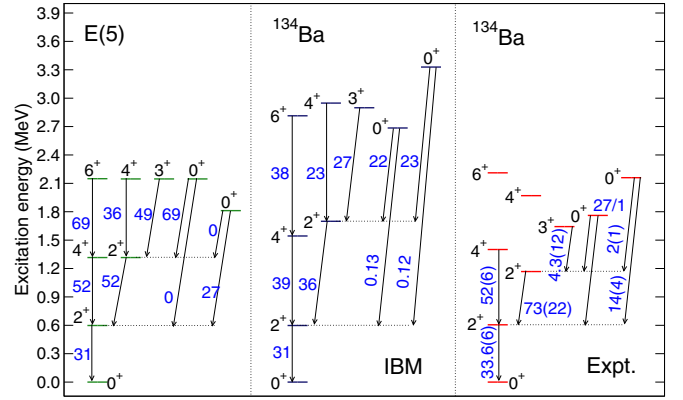 Excitation energy (MeV)
3.9
3.6
3.3
3.0
2.7
2.4
2.1
1.8
1.5
1.2
0.9
0.6
0.3
0.0
E(5)
6⁺ 4⁺ 3⁺ 0⁺
0⁺
69 36 49 69 0
4⁺ 2⁺
52 52 0 27
2⁺
31
0⁺
¹³⁴Ba
0⁺
6⁺ 4⁺ 3⁺
0⁺
38 23 27 22 23
2⁺
4⁺
39 36 0.13 0.12
2⁺
31
0⁺
IBM
¹³⁴Ba
6⁺ 0⁺
4⁺
3⁺ 0⁺ 27/1
4⁺ 4.3(12) 2(1)
2⁺
52(6) 73(22) 14(4)
2⁺
33.6(6)
0⁺
Expt.